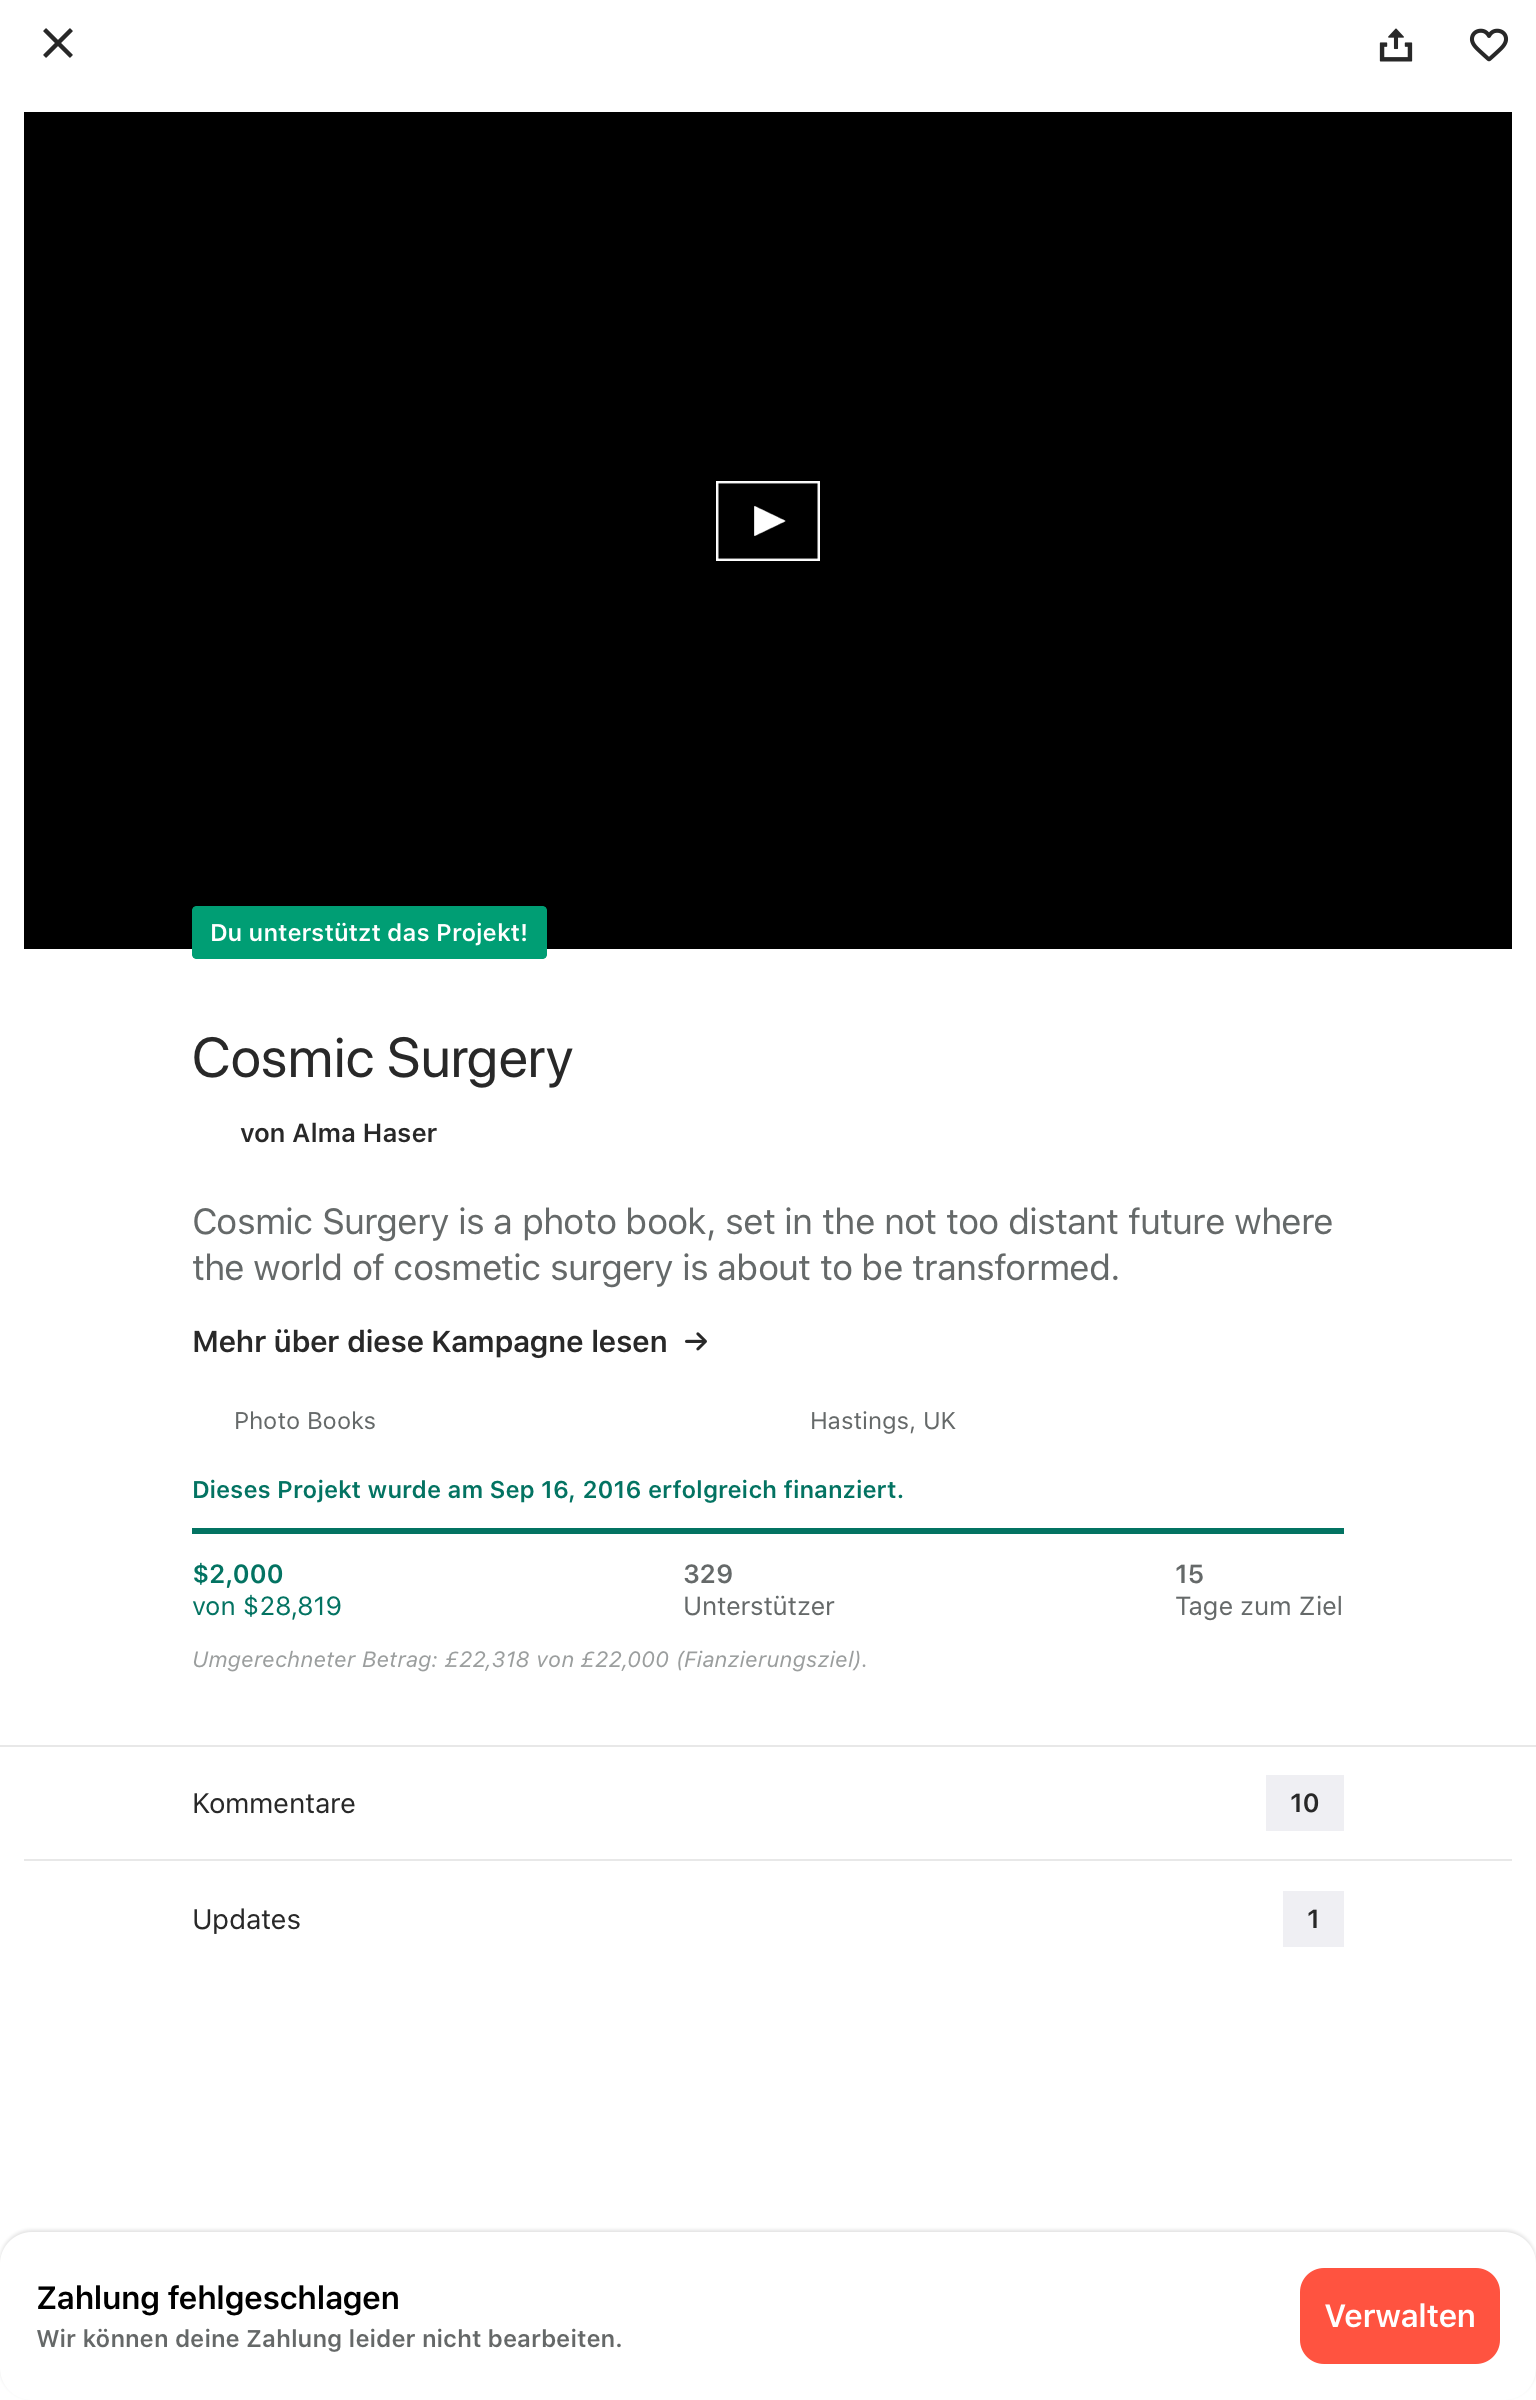 Du unterstützt das Projekt!
Cosmic Surgery
von Alma Haser
Cosmic Surgery is a photo book, set in the not too distant future where
the world of cosmetic surgery is about to be transformed.
Mehr über diese Kampagne lesen →
Photo Books
Hastings, UK
Dieses Projekt wurde am Sep 16, 2016 erfolgreich finanziert.
$2,000
von $28,819
329
Unterstützer
15
Tage zum Ziel
Umgerechneter Betrag: £22,318 von £22,000 (Fianzierungsziel).
Kommentare
10
Updates
1
Zahlung fehlgeschlagen
Wir können deine Zahlung leider nicht bearbeiten.
Verwalten